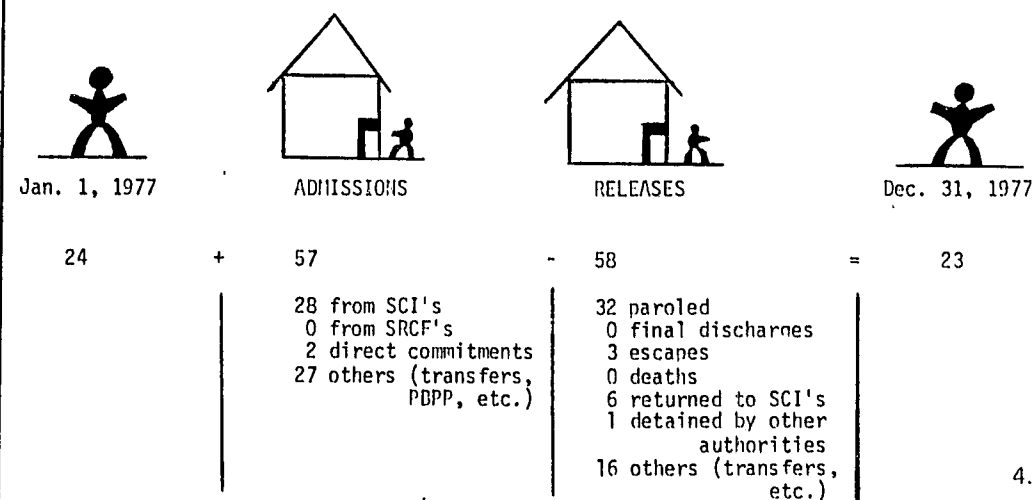 Jan. 1, 1977 ADMISSIONS RELEASES Dec. 31, 1977
24 + 57 - 58 = 23
28 from SCI's
0 from SRCF's
2 direct commitments
27 others (transfers,
PBPP, etc.)
32 paroled
0 final discharges
3 escapes
0 deaths
6 returned to SCI's
1 detained by other
authorities
16 others (transfers,
etc.)
4.